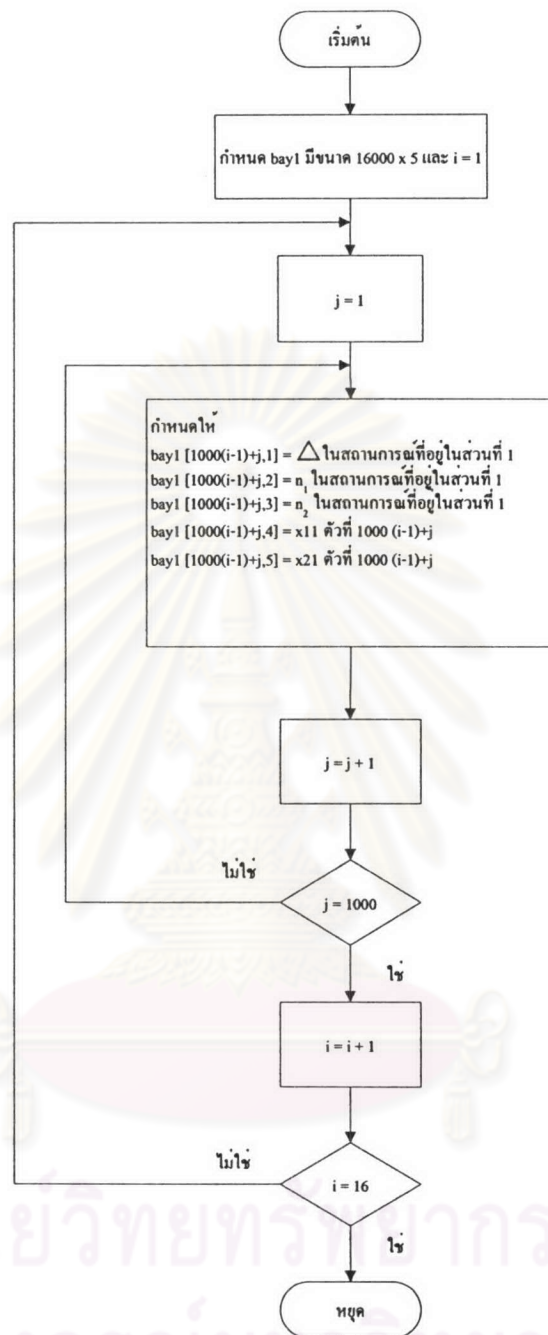 เริ่มต้น
กำหนด bay1 มีขนาด 16000 x 5 และ i = 1
j = 1
กำหนดให้
bay1 [1000(i-1)+j,1] = △ ในสถานการณ์ที่อยู่ในส่วนที่ 1
bay1 [1000(i-1)+j,2] = n₁ ในสถานการณ์ที่อยู่ในส่วนที่ 1
bay1 [1000(i-1)+j,3] = n₂ ในสถานการณ์ที่อยู่ในส่วนที่ 1
bay1 [1000(i-1)+j,4] = x11 ตัวที่ 1000 (i-1)+j
bay1 [1000(i-1)+j,5] = x21 ตัวที่ 1000 (i-1)+j
j = j + 1
ไม่ใช่
j = 1000
ใช่
i = i + 1
ไม่ใช่
i = 16
ใช่
หยุด